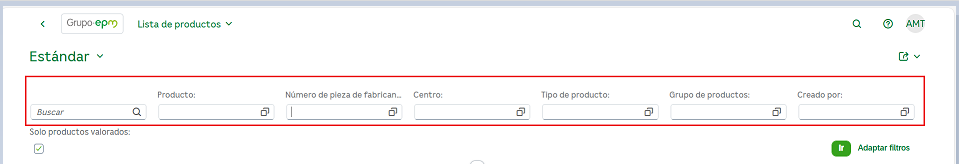 Grupo·epm Lista de productos AMT
Estándar
Producto: Número de pieza de fabrican... Centro: Tipo de producto: Grupo de productos: Creado por:
Buscar
Solo productos valorados:
Ir Adaptar filtros